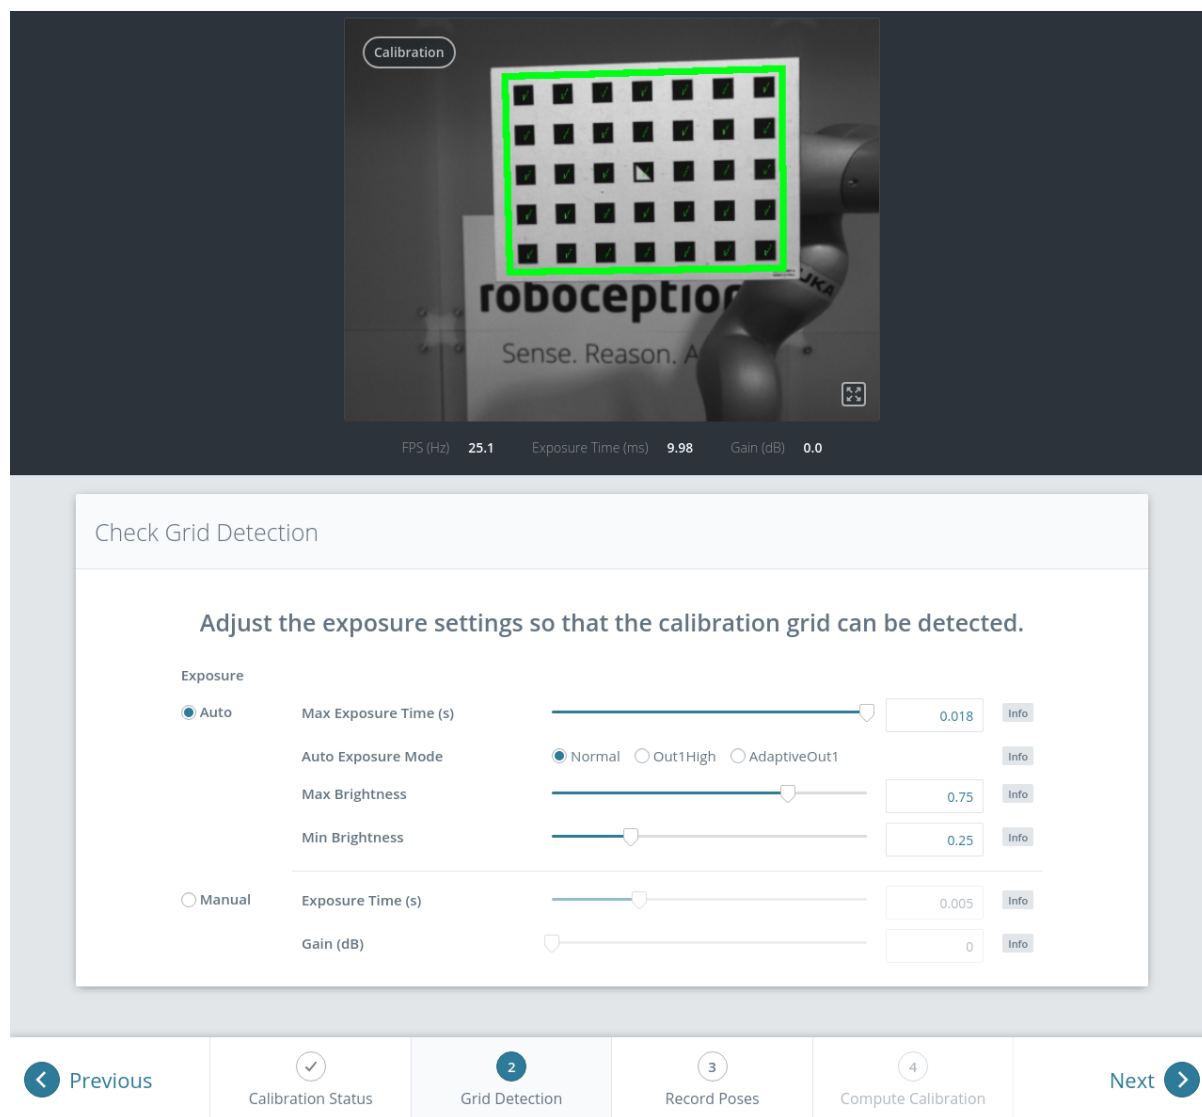 Calibration
roboception
Sense. Reason. A
KUKA
FPS (Hz) 25.1 Exposure Time (ms) 9.98 Gain (dB) 0.0
Check Grid Detection
Adjust the exposure settings so that the calibration grid can be detected.
Exposure
Auto Max Exposure Time (s) 0.018 Info
Auto Exposure Mode Normal Out1High AdaptiveOut1 Info
Max Brightness 0.75 Info
Min Brightness 0.25 Info
Manual Exposure Time (s) 0.005 Info
Gain (dB) 0 Info
Previous
Calibration Status
2
Grid Detection
3
Record Poses
4
Compute Calibration
Next